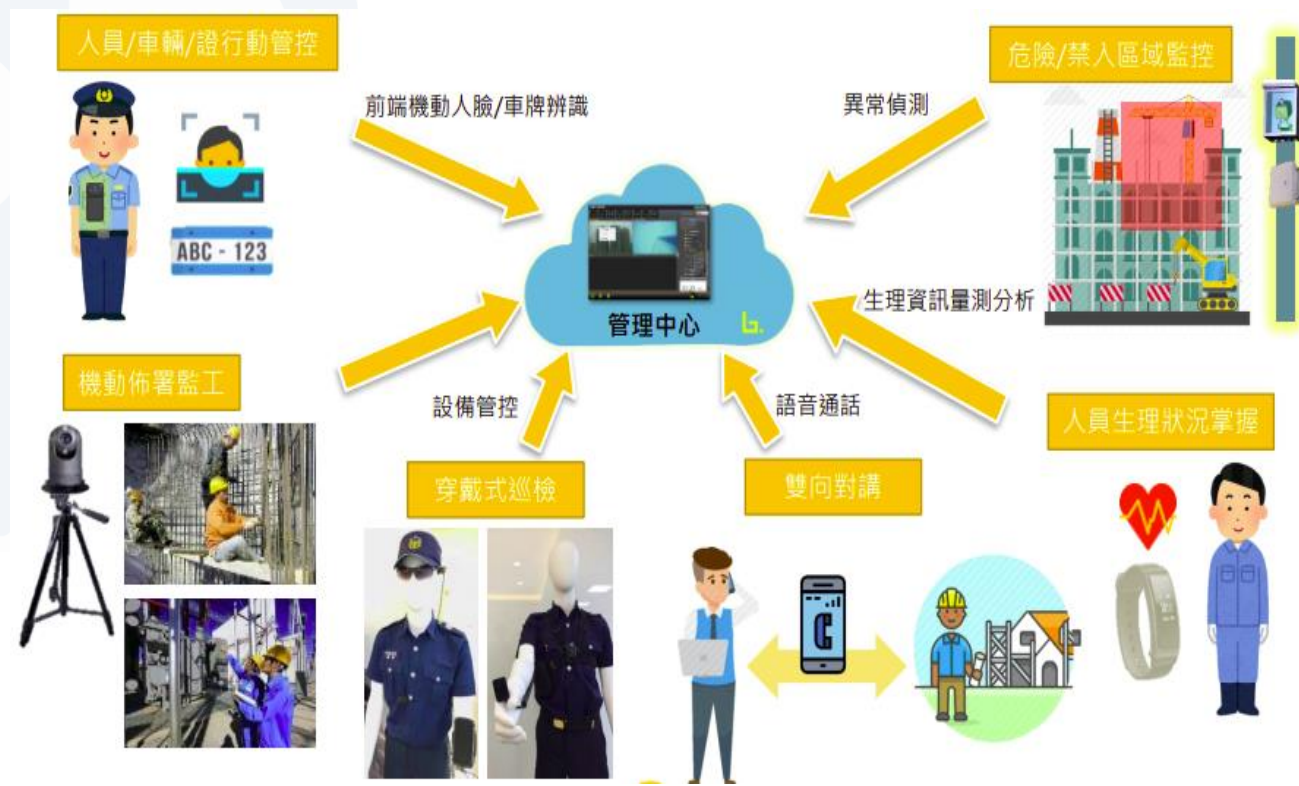 人員/車輛/證行動管控
危險/禁入區域監控
前端機動人臉/車牌辨識
異常偵測
ABC - 123
生理資訊量測分析
管理中心
機動佈署監工
設備管控
語音通話
人員生理狀況掌握
穿戴式巡檢
雙向對講